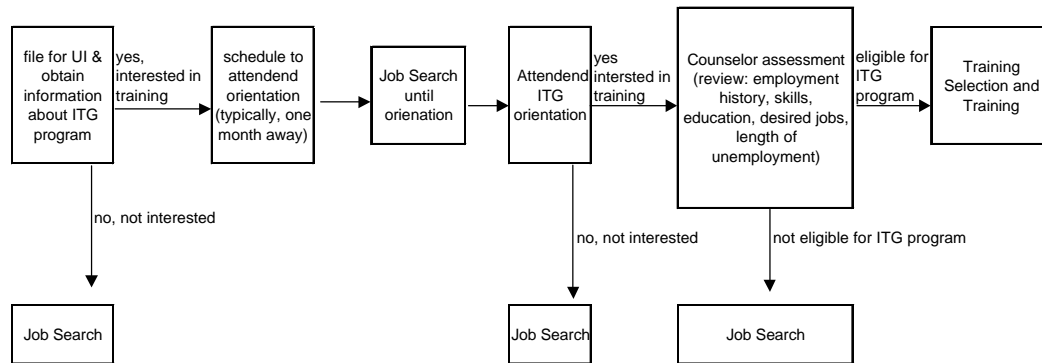 file for UI &
obtain
information
about ITG
program
yes,
interested in
training
schedule to
attendend
orientation
(typically, one
month away)
Job Search
until
orienation
Attendend
ITG
orientation
yes
intersted in
training
Counselor assessment
(review: employment
history, skills,
education, desired jobs,
length of
unemployment)
eligible for
ITG
program
Training
Selection and
Training
no, not interested
no, not interested
not eligible for ITG program
Job Search
Job Search
Job Search